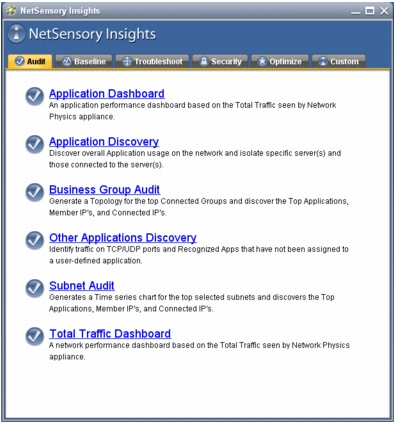 NetSensory Insights
NetSensory Insights
Audit Baseline Troubleshoot Security Optimize Custom
Application Dashboard
An application performance dashboard based on the Total Traffic seen by Network
Physics appliance.
Application Discovery
Discover overall Application usage on the network and isolate specific server(s) and
those connected to the server(s).
Business Group Audit
Generate a Topology for the top Connected Groups and discover the Top Applications,
Member IP's, and Connected IP's.
Other Applications Discovery
Identify traffic on TCP/UDP ports and Recognized Apps that have not been assigned to
a user-defined application.
Subnet Audit
Generates a Time series chart for the top selected subnets and discovers the Top
Applications, Member IP's, and Connected IP's.
Total Traffic Dashboard
A network performance dashboard based on the Total Traffic seen by Network Physics
appliance.